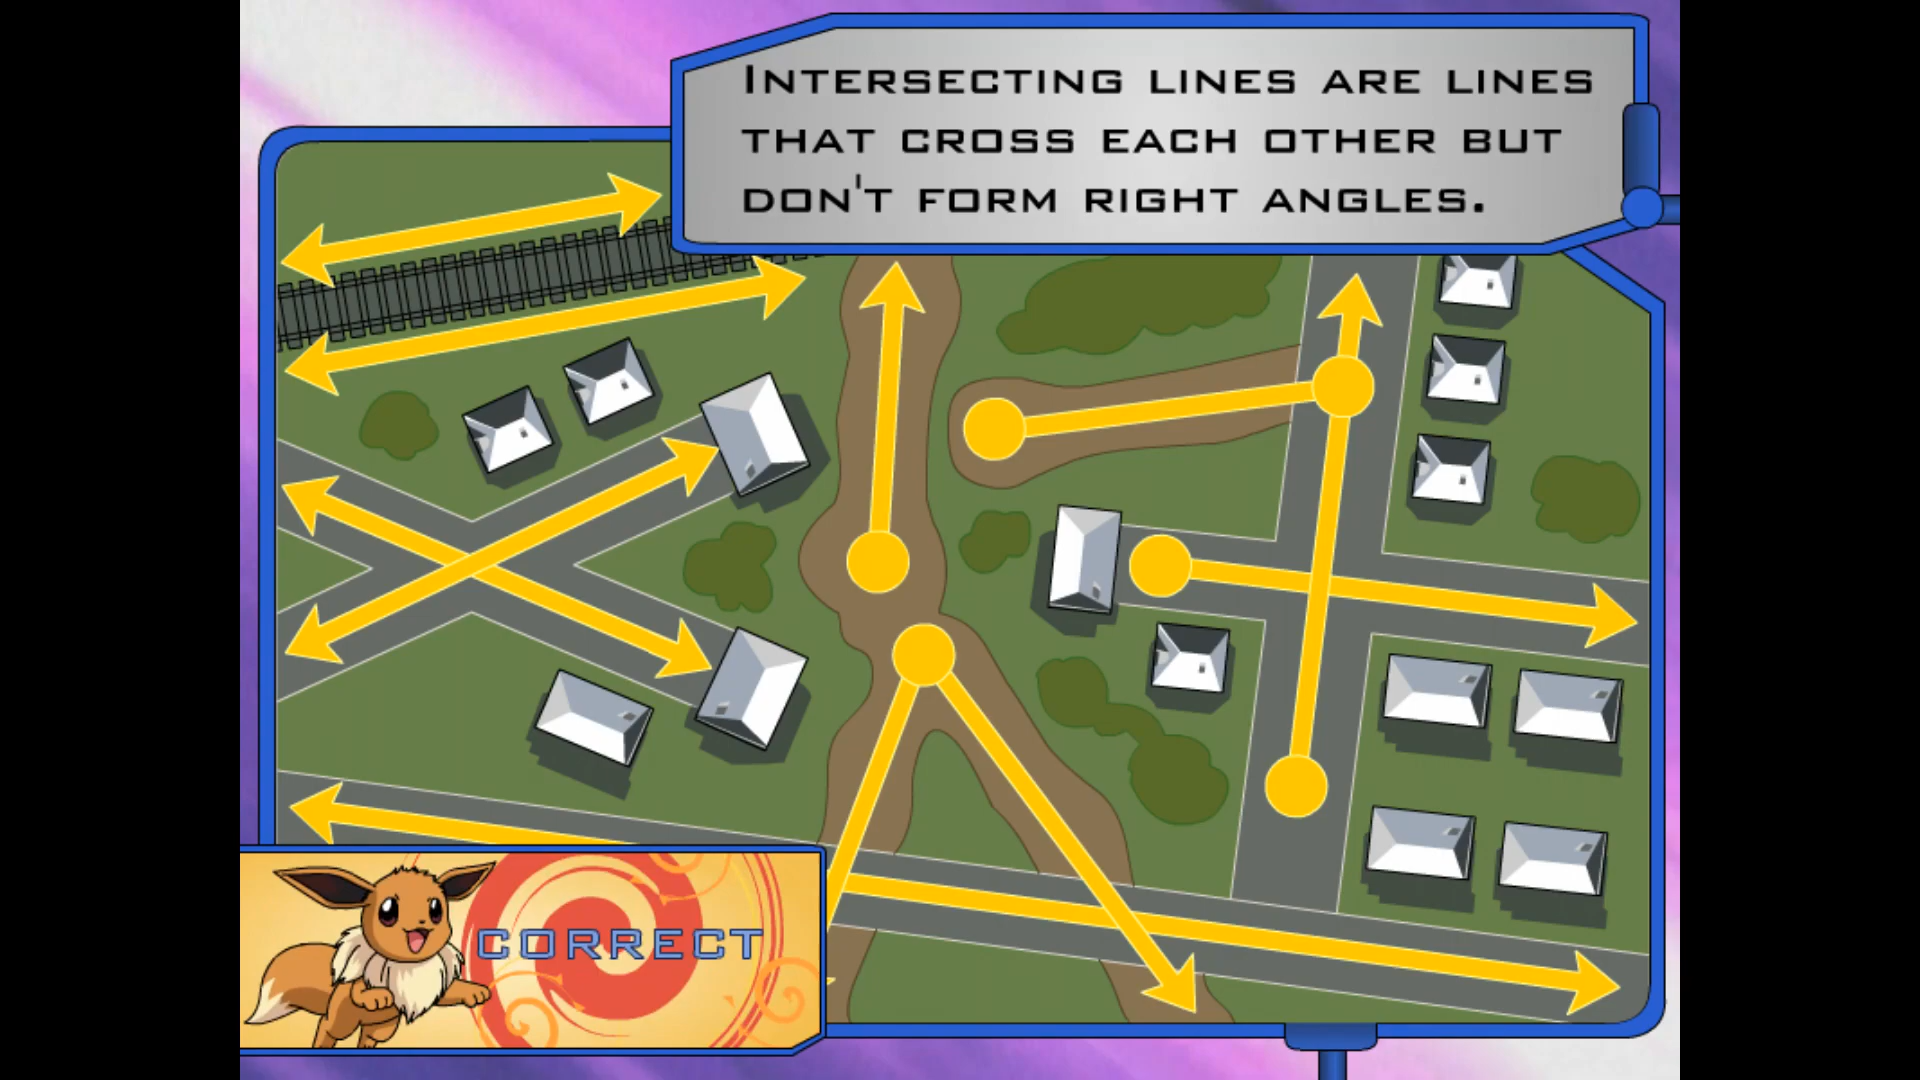 INTERSECTING LINES ARE LINES
THAT CROSS EACH OTHER BUT
DON'T FORM RIGHT ANGLES.
CORRECT